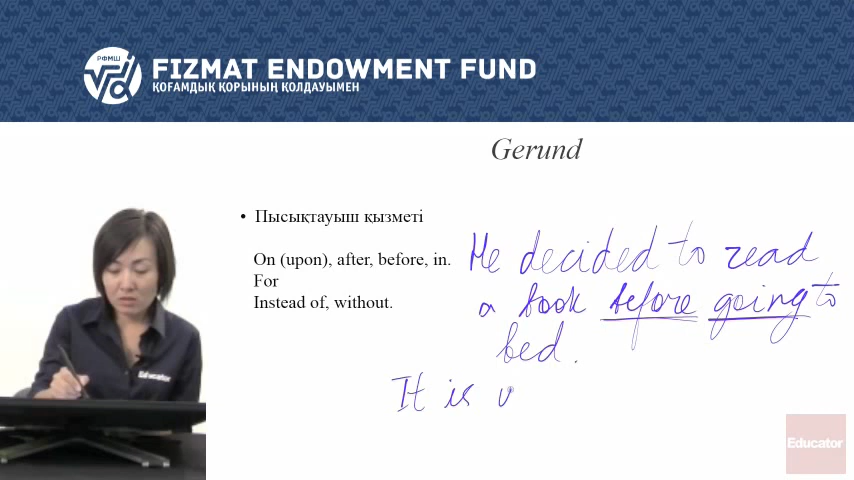 РФМШ
FIZMAT ENDOWMENT FUND
ҚОҒАМДЫҚ ҚОРЫНЫҢ ҚОЛДАУЫМЕН
Gerund
• Пысықтауыш қызметі
On (upon), after, before, in.
For
Instead of, without.
He decided to read
a book before going to
bed.
It is
Educator
Educator